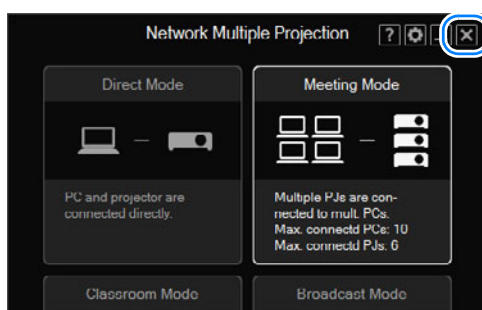 Network Multiple Projection
Direct Mode
Meeting Mode
PC and projector are
connected directly.
Multiple PJs are con-
nected to mult. PCs.
Max. connectd PCs: 10
Max. connectd PJs: 6
Classroom Mode
Broadcast Mode